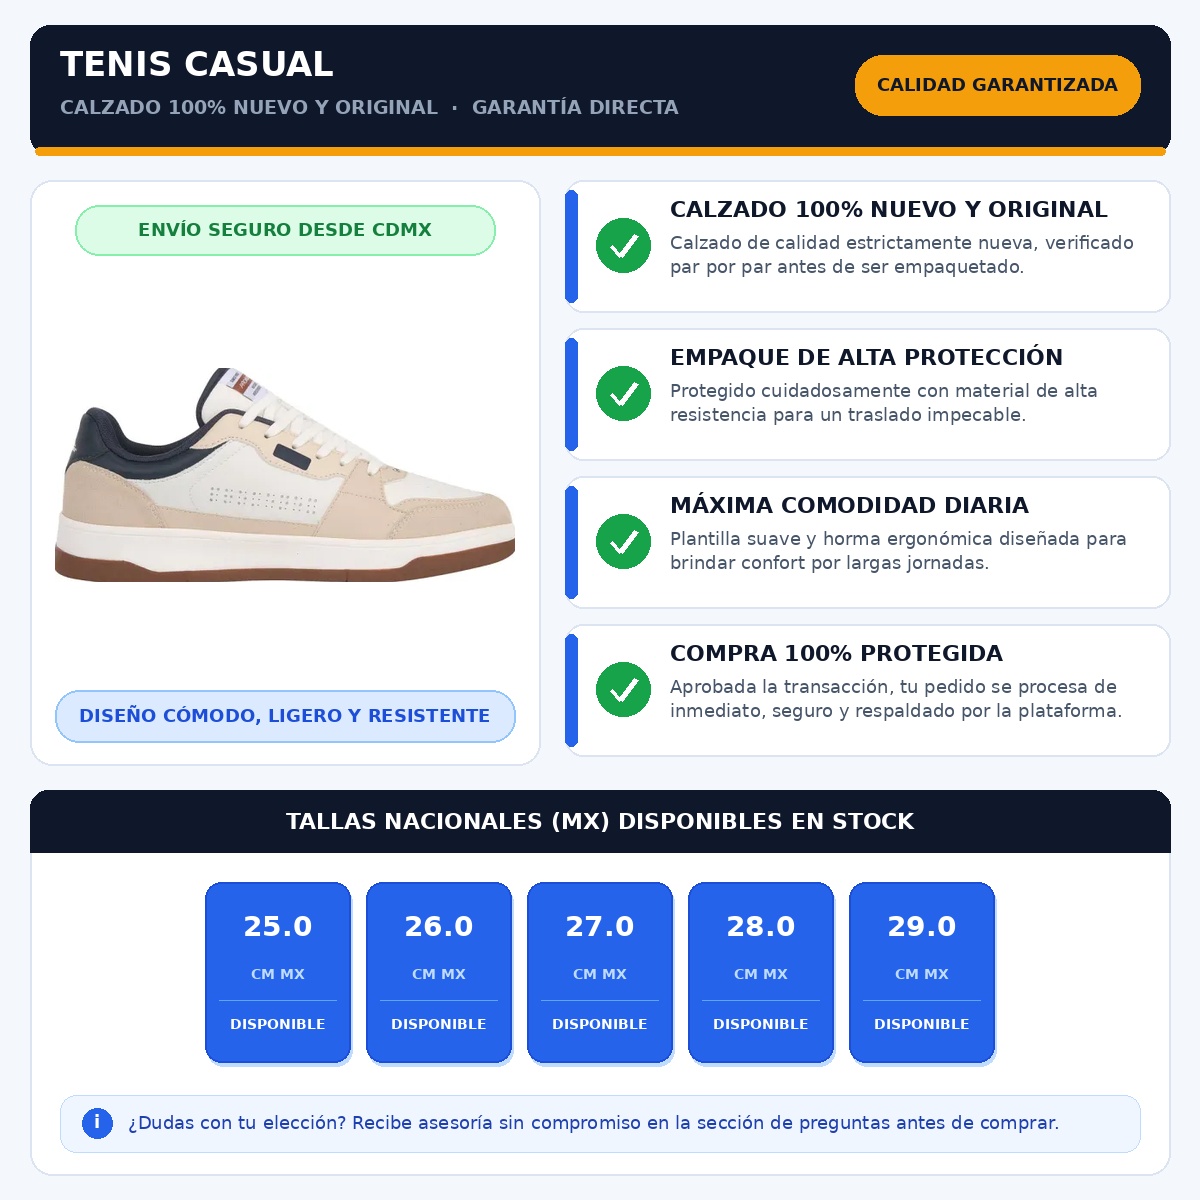 TENIS CASUAL
CALZADO 100% NUEVO Y ORIGINAL · GARANTÍA DIRECTA
CALIDAD GARANTIZADA
ENVÍO SEGURO DESDE CDMX
DISEÑO CÓMODO, LIGERO Y RESISTENTE
CALZADO 100% NUEVO Y ORIGINAL
Calzado de calidad estrictamente nueva, verificado
par por par antes de ser empaquetado.
EMPAQUE DE ALTA PROTECCIÓN
Protegido cuidadosamente con material de alta
resistencia para un traslado impecable.
MÁXIMA COMODIDAD DIARIA
Plantilla suave y horma ergonómica diseñada para
brindar confort por largas jornadas.
COMPRA 100% PROTEGIDA
Aprobada la transacción, tu pedido se procesa de
inmediato, seguro y respaldado por la plataforma.
TALLAS NACIONALES (MX) DISPONIBLES EN STOCK
25.0
CM MX
DISPONIBLE
26.0
CM MX
DISPONIBLE
27.0
CM MX
DISPONIBLE
28.0
CM MX
DISPONIBLE
29.0
CM MX
DISPONIBLE
i ¿Dudas con tu elección? Recibe asesoría sin compromiso en la sección de preguntas antes de comprar.